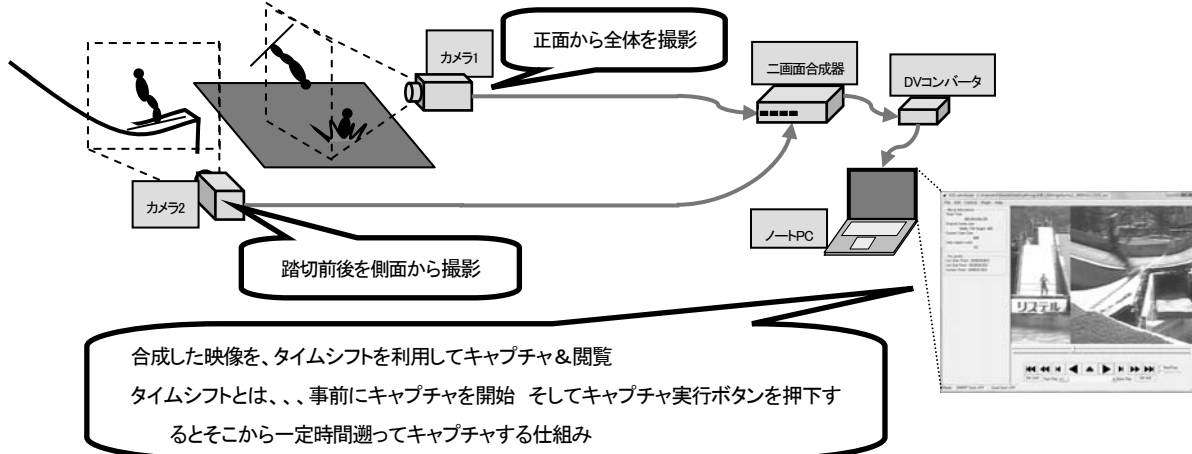 正面から全体を撮影
カメラ1
二画面合成器
DVコンバータ
カメラ2
ノートPC
踏切前後を側面から撮影
リステル
合成した映像を、タイムシフトを利用してキャプチャ&閲覧
タイムシフトとは、、、事前にキャプチャを開始 そしてキャプチャ実行ボタンを押下す
るとそこから一定時間遡ってキャプチャする仕組み